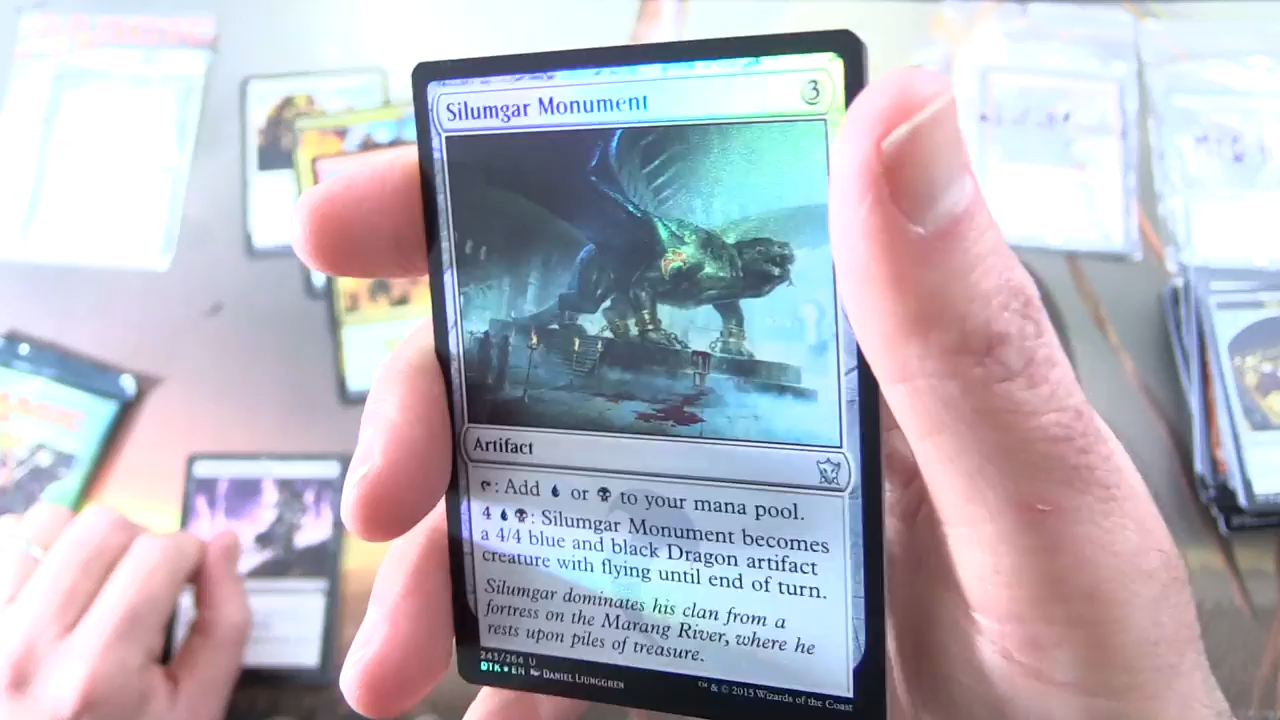 Silumgar Monument 3
Artifact
: Add or to your mana pool.
4 : Silumgar Monument becomes
a 4/4 blue and black Dragon artifact
creature with flying until end of turn.
Silumgar dominates his clan from a
fortress on the Marang River, where he
rests upon piles of treasure.
243/264 U
DTK★EN Daniel Ljunggren
™ & © 2015 Wizards of the Coast